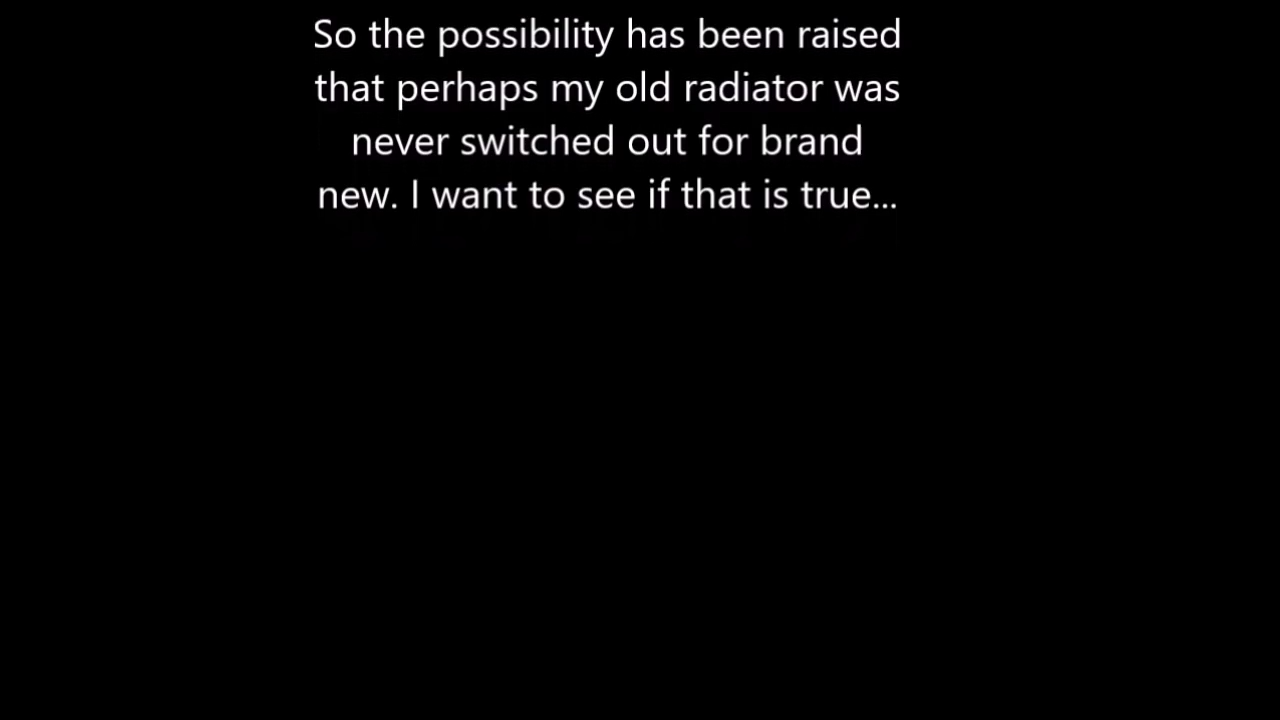 So the possibility has been raised
that perhaps my old radiator was
never switched out for brand
new. I want to see if that is true...